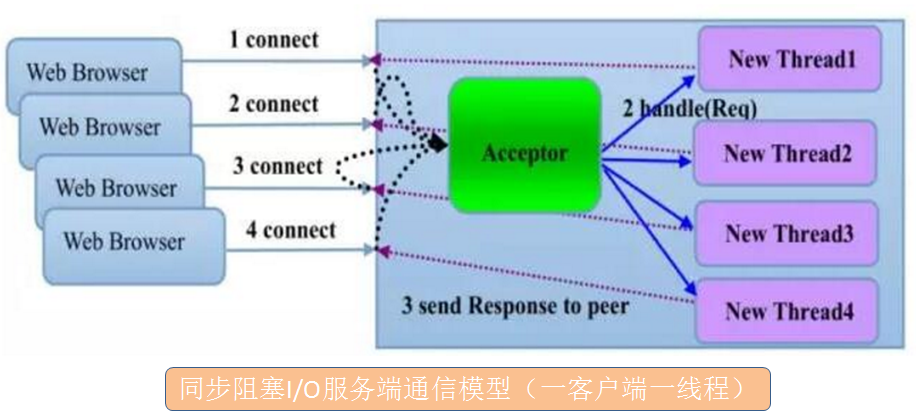 1 connect
Web Browser
New Thread1
2 connect
2 handle(Req)
Web Browser
Acceptor
New Thread2
3 connect
Web Browser
4 connect
New Thread3
Web Browser
3 send Response to peer
New Thread4
同步阻塞I/O服务端通信模型（一客户端一线程）